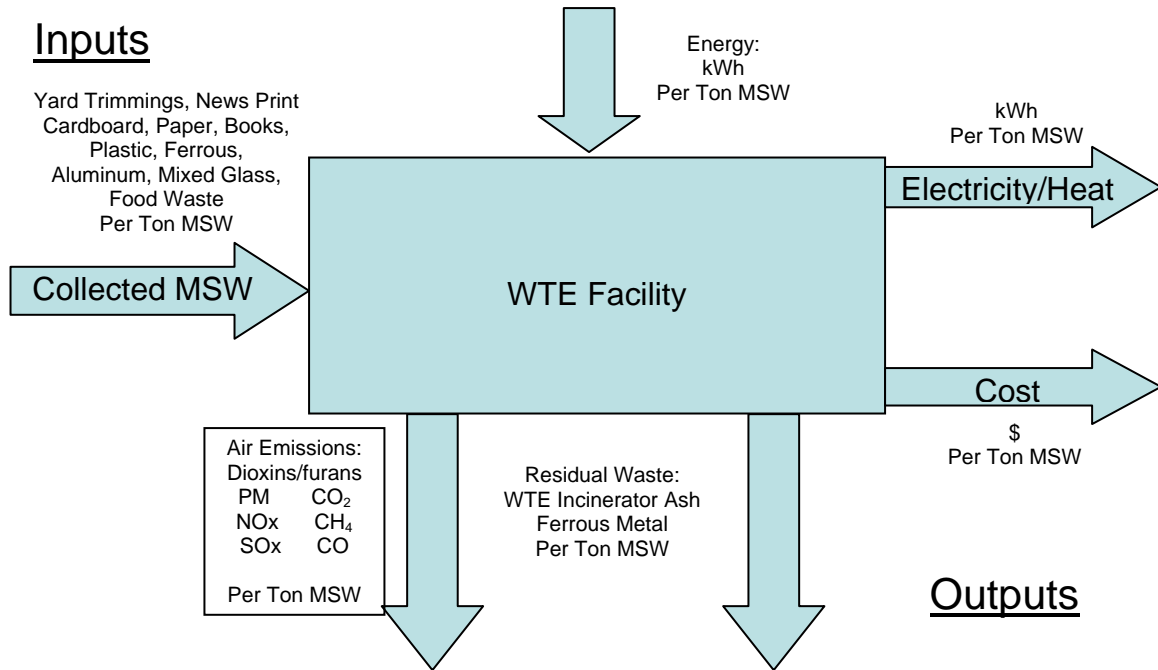 Inputs
Yard Trimmings, News Print
Cardboard, Paper, Books,
Plastic, Ferrous,
Aluminum, Mixed Glass,
Food Waste
Per Ton MSW
Collected MSW
Energy:
kWh
Per Ton MSW
WTE Facility
kWh
Per Ton MSW
Electricity/Heat
Cost
$
Per Ton MSW
Air Emissions:
Dioxins/furans
PM CO₂
NOx CH₄
SOx CO
Per Ton MSW
Residual Waste:
WTE Incinerator Ash
Ferrous Metal
Per Ton MSW
Outputs